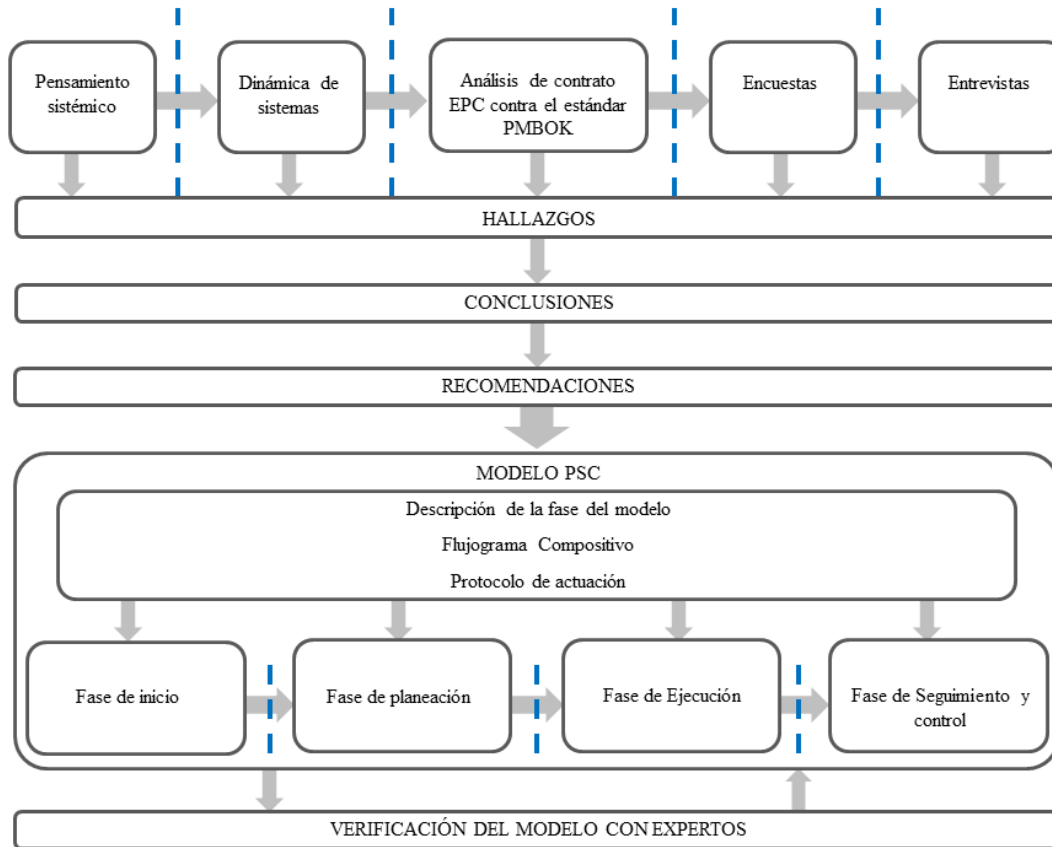 Pensamiento
sistémico
Dinámica de
sistemas
Análisis de contrato
EPC contra el estándar
PMBOK
Encuestas
Entrevistas
HALLAZGOS
CONCLUSIONES
RECOMENDACIONES
MODELO PSC
Descripción de la fase del modelo
Flujograma Compositivo
Protocolo de actuación
Fase de inicio
Fase de planeación
Fase de Ejecución
Fase de Seguimiento y
control
VERIFICACIÓN DEL MODELO CON EXPERTOS